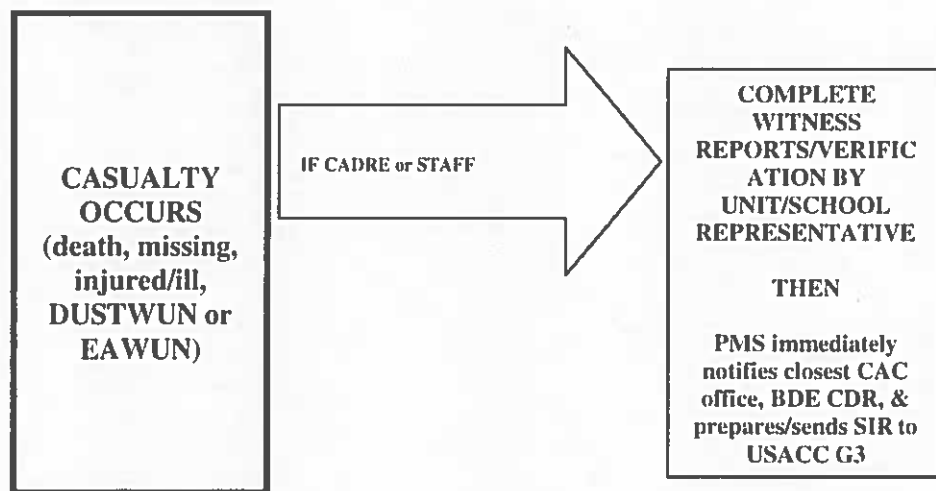 CASUALTY
OCCURS
(death, missing,
injured/ill,
DUSTWUN or
EAWUN)
IF CADRE or STAFF
COMPLETE
WITNESS
REPORTS/VERIFIC
ATION BY
UNIT/SCHOOL
REPRESENTATIVE
THEN
PMS immediately
notifies closest CAC
office, BDE CDR, &
prepares/sends SIR to
USACC G3